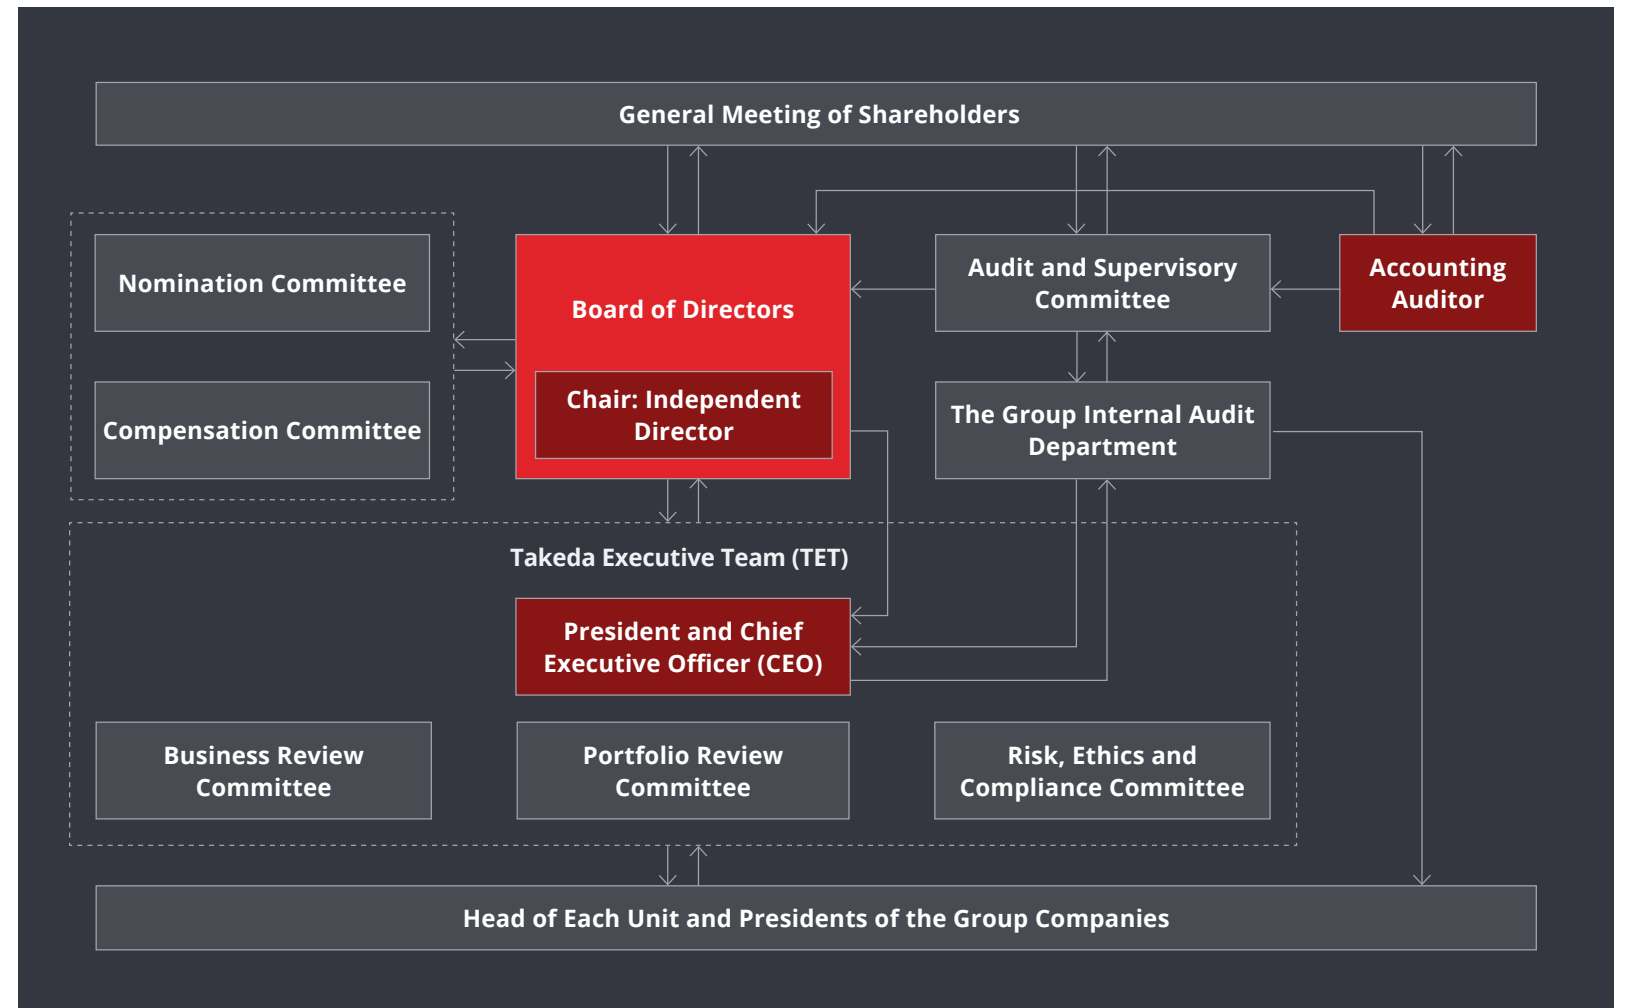 General Meeting of Shareholders
Nomination Committee
Compensation Committee
Board of Directors
Chair: Independent
Director
Audit and Supervisory
Committee
Accounting
Auditor
The Group Internal Audit
Department
Takeda Executive Team (TET)
President and Chief
Executive Officer (CEO)
Business Review
Committee
Portfolio Review
Committee
Risk, Ethics and
Compliance Committee
Head of Each Unit and Presidents of the Group Companies